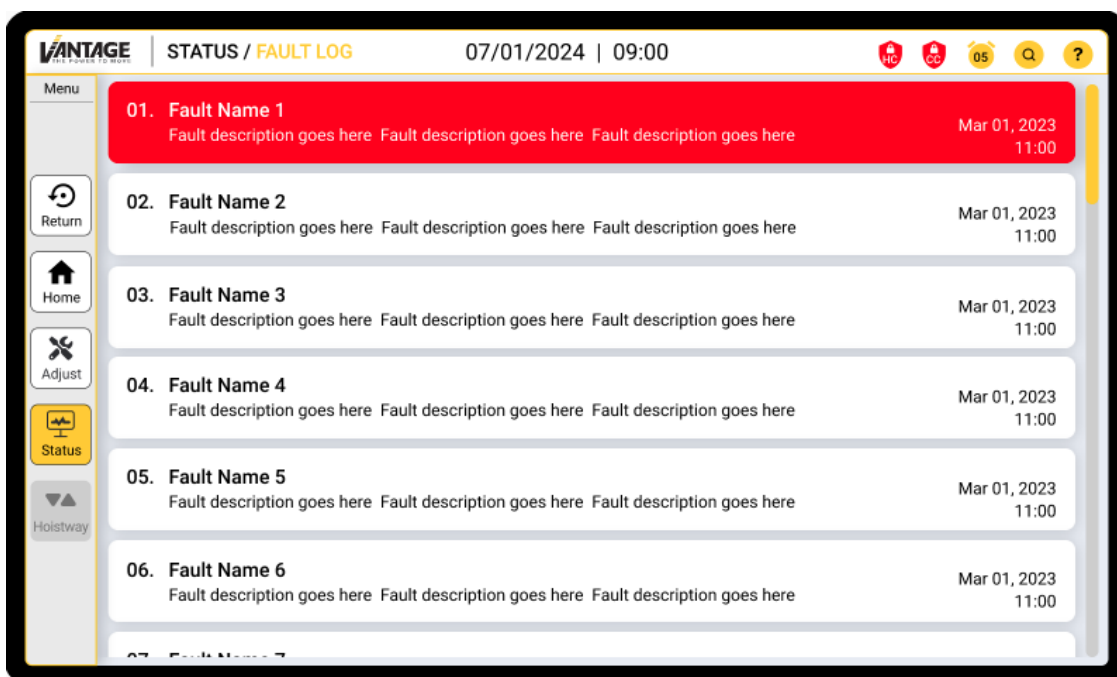 VANTAGE
THE POWER TO MOVE
STATUS / FAULT LOG
07/01/2024 | 09:00
HC
CC
05
?
Menu
Return
Home
Adjust
Status
Hoistway
01. Fault Name 1
Fault description goes here Fault description goes here Fault description goes here
Mar 01, 2023
11:00
02. Fault Name 2
Fault description goes here Fault description goes here Fault description goes here
Mar 01, 2023
11:00
03. Fault Name 3
Fault description goes here Fault description goes here Fault description goes here
Mar 01, 2023
11:00
04. Fault Name 4
Fault description goes here Fault description goes here Fault description goes here
Mar 01, 2023
11:00
05. Fault Name 5
Fault description goes here Fault description goes here Fault description goes here
Mar 01, 2023
11:00
06. Fault Name 6
Fault description goes here Fault description goes here Fault description goes here
Mar 01, 2023
11:00
07. Fault Name 7